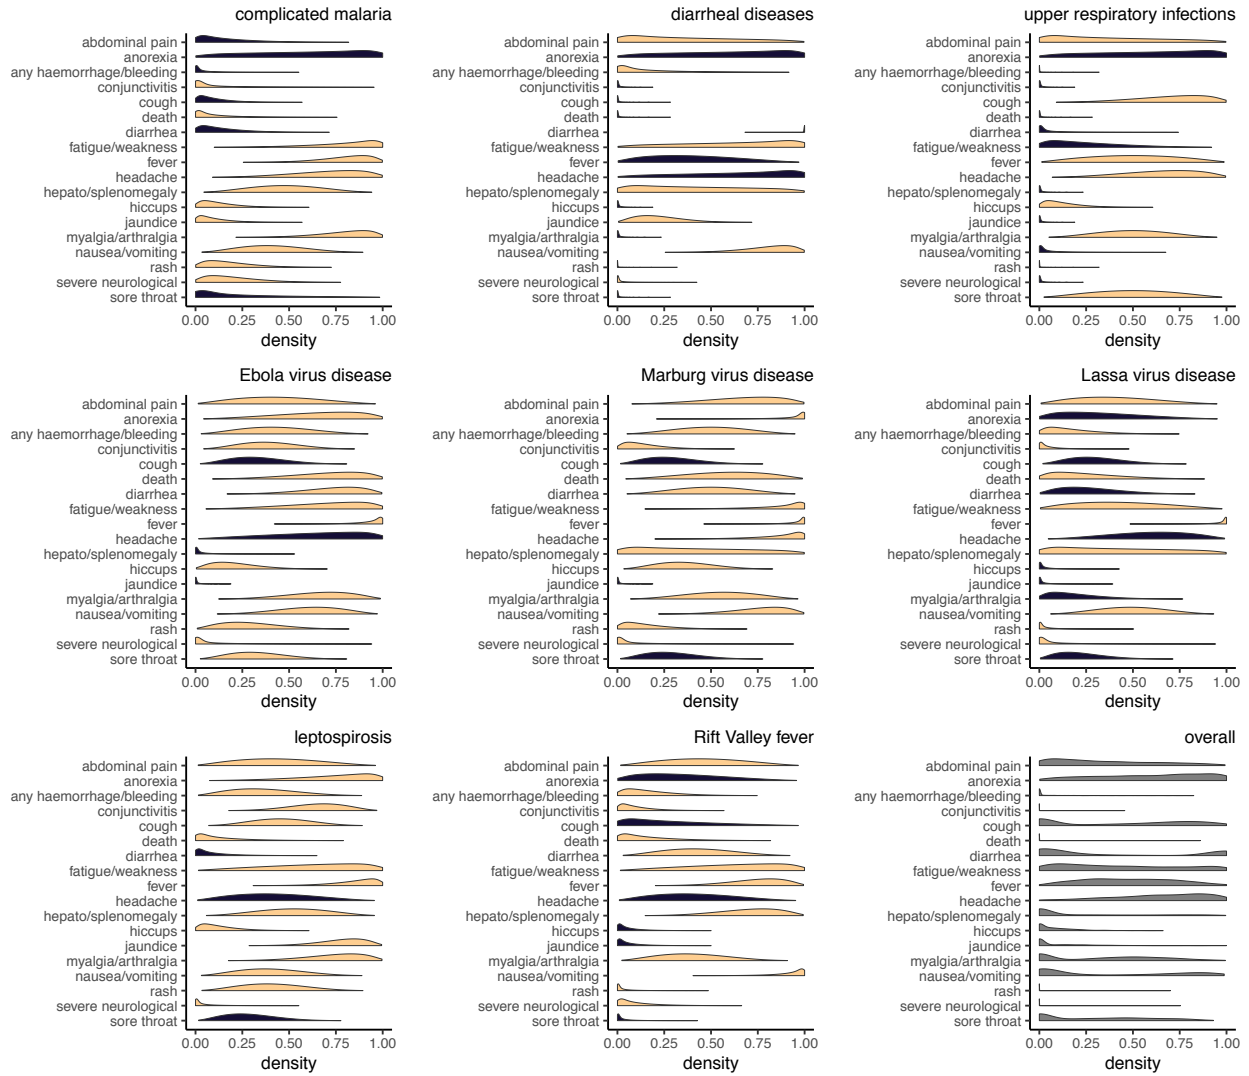 complicated malaria
abdominal pain
anorexia
any haemorrhage/bleeding
conjunctivitis
cough
death
diarrhea
fatigue/weakness
fever
headache
hepato/splenomegaly
hiccups
jaundice
myalgia/arthralgia
nausea/vomiting
rash
severe neurological
sore throat
0.00 0.25 0.50 0.75 1.00
density
diarrheal diseases
abdominal pain
anorexia
any haemorrhage/bleeding
conjunctivitis
cough
death
diarrhea
fatigue/weakness
fever
headache
hepato/splenomegaly
hiccups
jaundice
myalgia/arthralgia
nausea/vomiting
rash
severe neurological
sore throat
0.00 0.25 0.50 0.75 1.00
density
upper respiratory infections
abdominal pain
anorexia
any haemorrhage/bleeding
conjunctivitis
cough
death
diarrhea
fatigue/weakness
fever
headache
hepato/splenomegaly
hiccups
jaundice
myalgia/arthralgia
nausea/vomiting
rash
severe neurological
sore throat
0.00 0.25 0.50 0.75 1.00
density
Ebola virus disease
abdominal pain
anorexia
any haemorrhage/bleeding
conjunctivitis
cough
death
diarrhea
fatigue/weakness
fever
headache
hepato/splenomegaly
hiccups
jaundice
myalgia/arthralgia
nausea/vomiting
rash
severe neurological
sore throat
0.00 0.25 0.50 0.75 1.00
density
Marburg virus disease
abdominal pain
anorexia
any haemorrhage/bleeding
conjunctivitis
cough
death
diarrhea
fatigue/weakness
fever
headache
hepato/splenomegaly
hiccups
jaundice
myalgia/arthralgia
nausea/vomiting
rash
severe neurological
sore throat
0.00 0.25 0.50 0.75 1.00
density
Lassa virus disease
abdominal pain
anorexia
any haemorrhage/bleeding
conjunctivitis
cough
death
diarrhea
fatigue/weakness
fever
headache
hepato/splenomegaly
hiccups
jaundice
myalgia/arthralgia
nausea/vomiting
rash
severe neurological
sore throat
0.00 0.25 0.50 0.75 1.00
density
leptospirosis
abdominal pain
anorexia
any haemorrhage/bleeding
conjunctivitis
cough
death
diarrhea
fatigue/weakness
fever
headache
hepato/splenomegaly
hiccups
jaundice
myalgia/arthralgia
nausea/vomiting
rash
severe neurological
sore throat
0.00 0.25 0.50 0.75 1.00
density
Rift Valley fever
abdominal pain
anorexia
any haemorrhage/bleeding
conjunctivitis
cough
death
diarrhea
fatigue/weakness
fever
headache
hepato/splenomegaly
hiccups
jaundice
myalgia/arthralgia
nausea/vomiting
rash
severe neurological
sore throat
0.00 0.25 0.50 0.75 1.00
density
overall
abdominal pain
anorexia
any haemorrhage/bleeding
conjunctivitis
cough
death
diarrhea
fatigue/weakness
fever
headache
hepato/splenomegaly
hiccups
jaundice
myalgia/arthralgia
nausea/vomiting
rash
severe neurological
sore throat
0.00 0.25 0.50 0.75 1.00
density